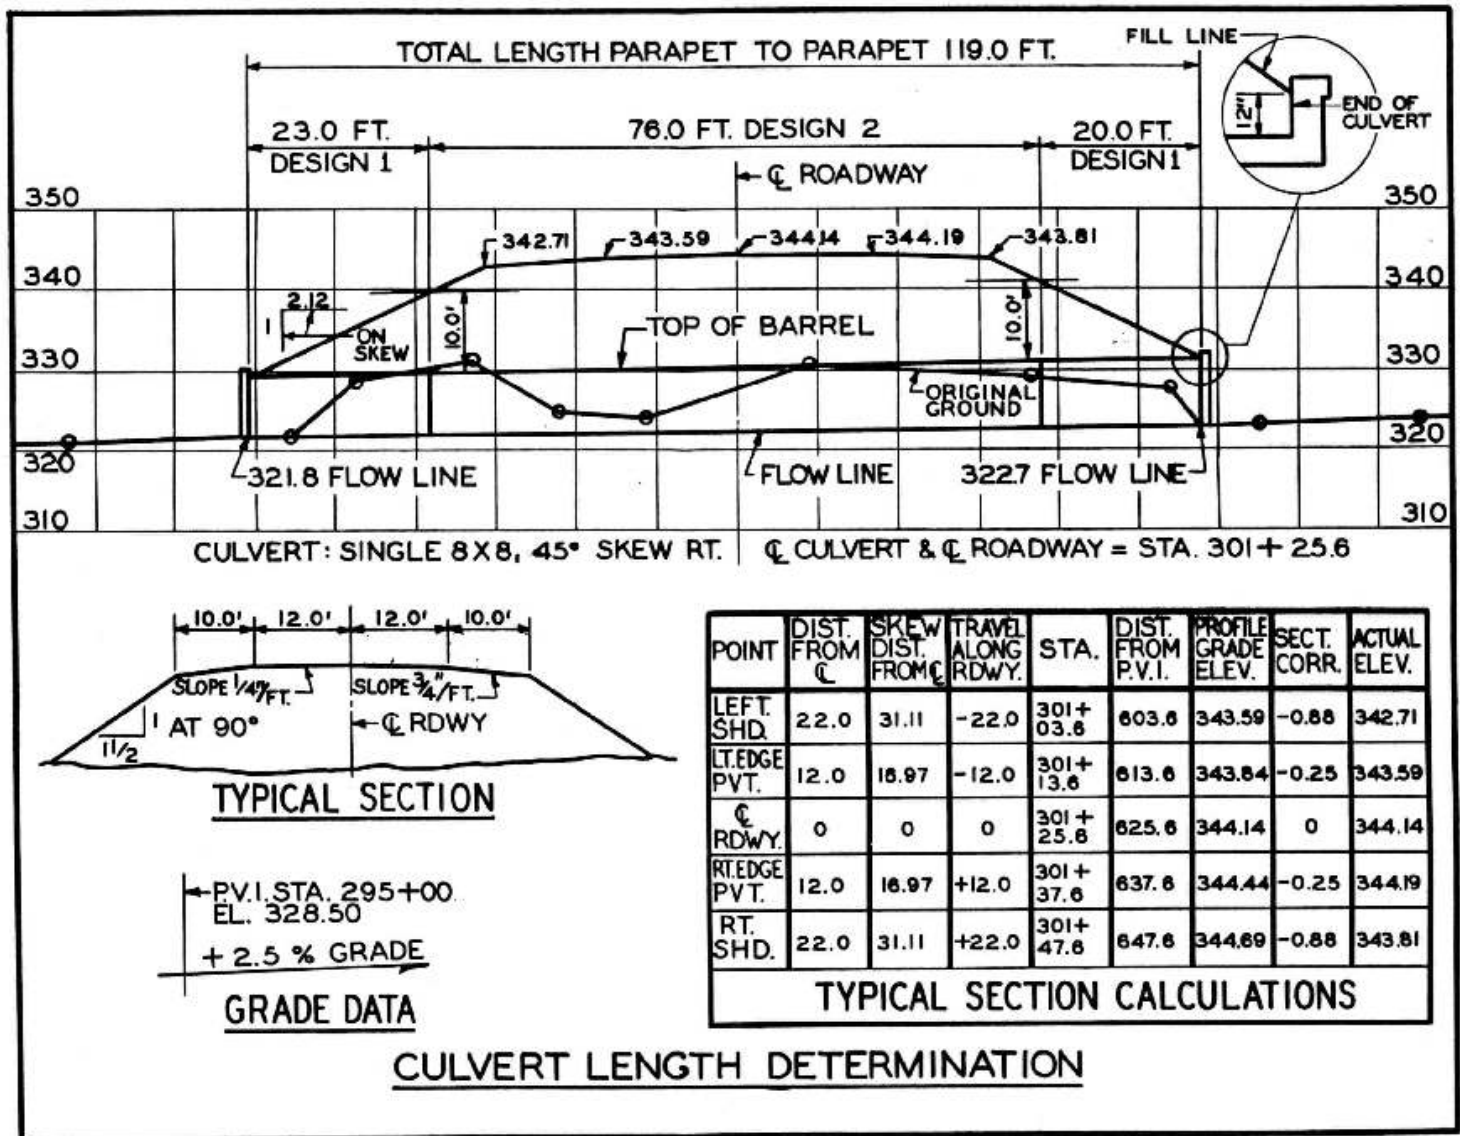 TOTAL LENGTH PARAPET TO PARAPET 119.0 FT.
FILL LINE
12"
END OF
CULVERT
23.0 FT.
DESIGN 1
76.0 FT. DESIGN 2
20.0 FT.
DESIGN 1
℄ ROADWAY
350
350
342.71
343.59
344.14
344.19
343.81
340
340
2.12
1
ON
SKEW
10.0'
TOP OF BARREL
10.0'
330
330
ORIGINAL
GROUND
320
320
321.8 FLOW LINE
FLOW LINE
322.7 FLOW LINE
310
310
CULVERT: SINGLE 8X8, 45° SKEW RT. ℄ CULVERT & ℄ ROADWAY = STA. 301+25.6
10.0' 12.0' 12.0' 10.0'
SLOPE 1/4"/FT.
SLOPE 3/4"/FT.
1 AT 90°
1 1/2
℄ RDWY
TYPICAL SECTION
P.V.I. STA. 295+00
EL. 328.50
+ 2.5 % GRADE
GRADE DATA
POINT DIST. FROM ℄ SKEW DIST. FROM ℄ TRAVEL ALONG RDWY. STA. DIST. FROM P.V.I. PROFILE GRADE ELEV. SECT. CORR. ACTUAL ELEV.
LEFT. SHD. 22.0 31.11 -22.0 301+03.6 603.6 343.59 -0.88 342.71
LT. EDGE PVT. 12.0 16.97 -12.0 301+13.6 613.6 343.84 -0.25 343.59
℄ RDWY. 0 0 0 301+25.6 625.6 344.14 0 344.14
RT. EDGE PVT. 12.0 16.97 +12.0 301+37.6 637.6 344.44 -0.25 344.19
RT. SHD. 22.0 31.11 +22.0 301+47.6 647.6 344.69 -0.88 343.81
TYPICAL SECTION CALCULATIONS
CULVERT LENGTH DETERMINATION